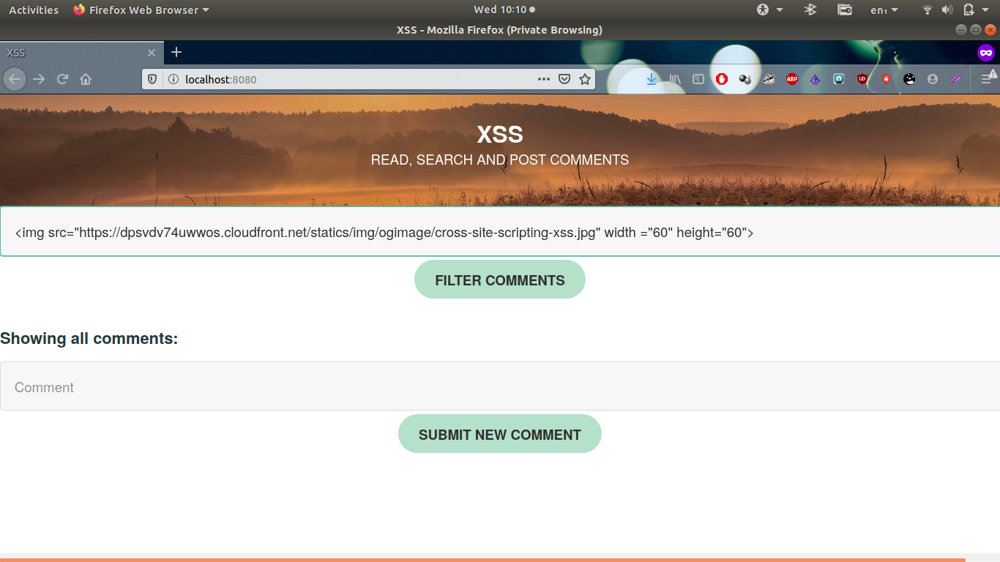 Activities Firefox Web Browser Wed 10:10 en₁
XSS - Mozilla Firefox (Private Browsing)
XSS
localhost:8080 ABP
XSS
READ, SEARCH AND POST COMMENTS
<img src="https://dpsvdv74uwwos.cloudfront.net/statics/img/ogimage/cross-site-scripting-xss.jpg" width ="60" height="60">
FILTER COMMENTS
Showing all comments:
Comment
SUBMIT NEW COMMENT